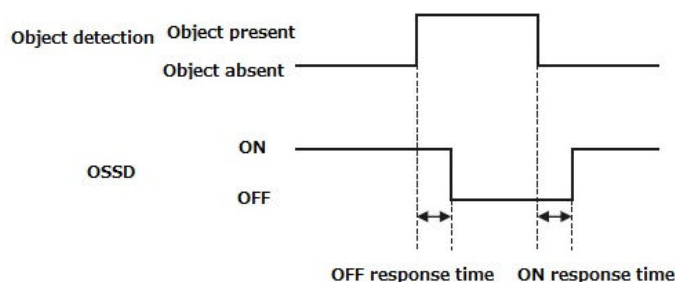 Object detection
Object present
Object absent
OSSD
ON
OFF
OFF response time
ON response time